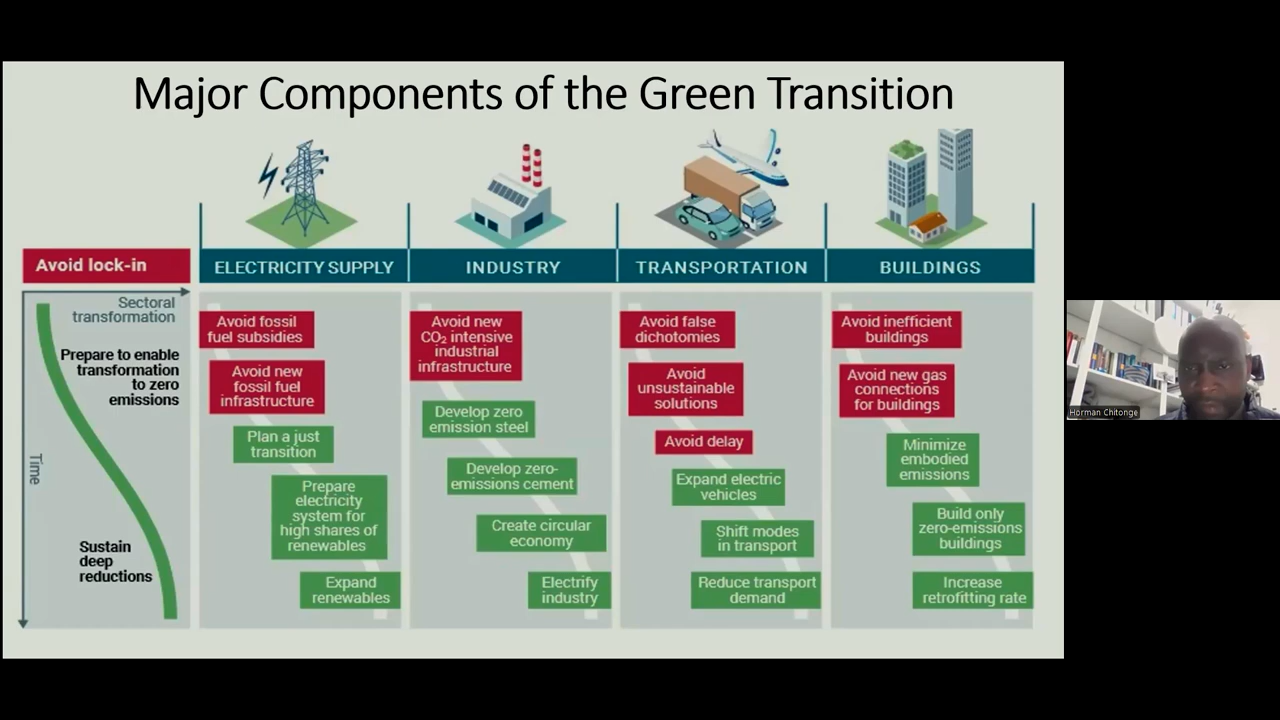 Major Components of the Green Transition
Avoid lock-in
ELECTRICITY SUPPLY
INDUSTRY
TRANSPORTATION
BUILDINGS
Sectoral
transformation
Prepare to enable
transformation
to zero
emissions
Time
Sustain
deep
reductions
Avoid fossil
fuel subsidies
Avoid new
fossil fuel
infrastructure
Plan a just
transition
Prepare
electricity
system for
high shares of
renewables
Expand
renewables
Avoid new
CO₂ intensive
industrial
infrastructure
Develop zero
emission steel
Develop zero-
emissions cement
Create circular
economy
Electrify
industry
Avoid false
dichotomies
Avoid
unsustainable
solutions
Avoid delay
Expand electric
vehicles
Shift modes
in transport
Reduce transport
demand
Avoid inefficient
buildings
Avoid new gas
connections
for buildings
Minimize
embodied
emissions
Build only
zero-emissions
buildings
Increase
retrofitting rate
Horman Chitonge